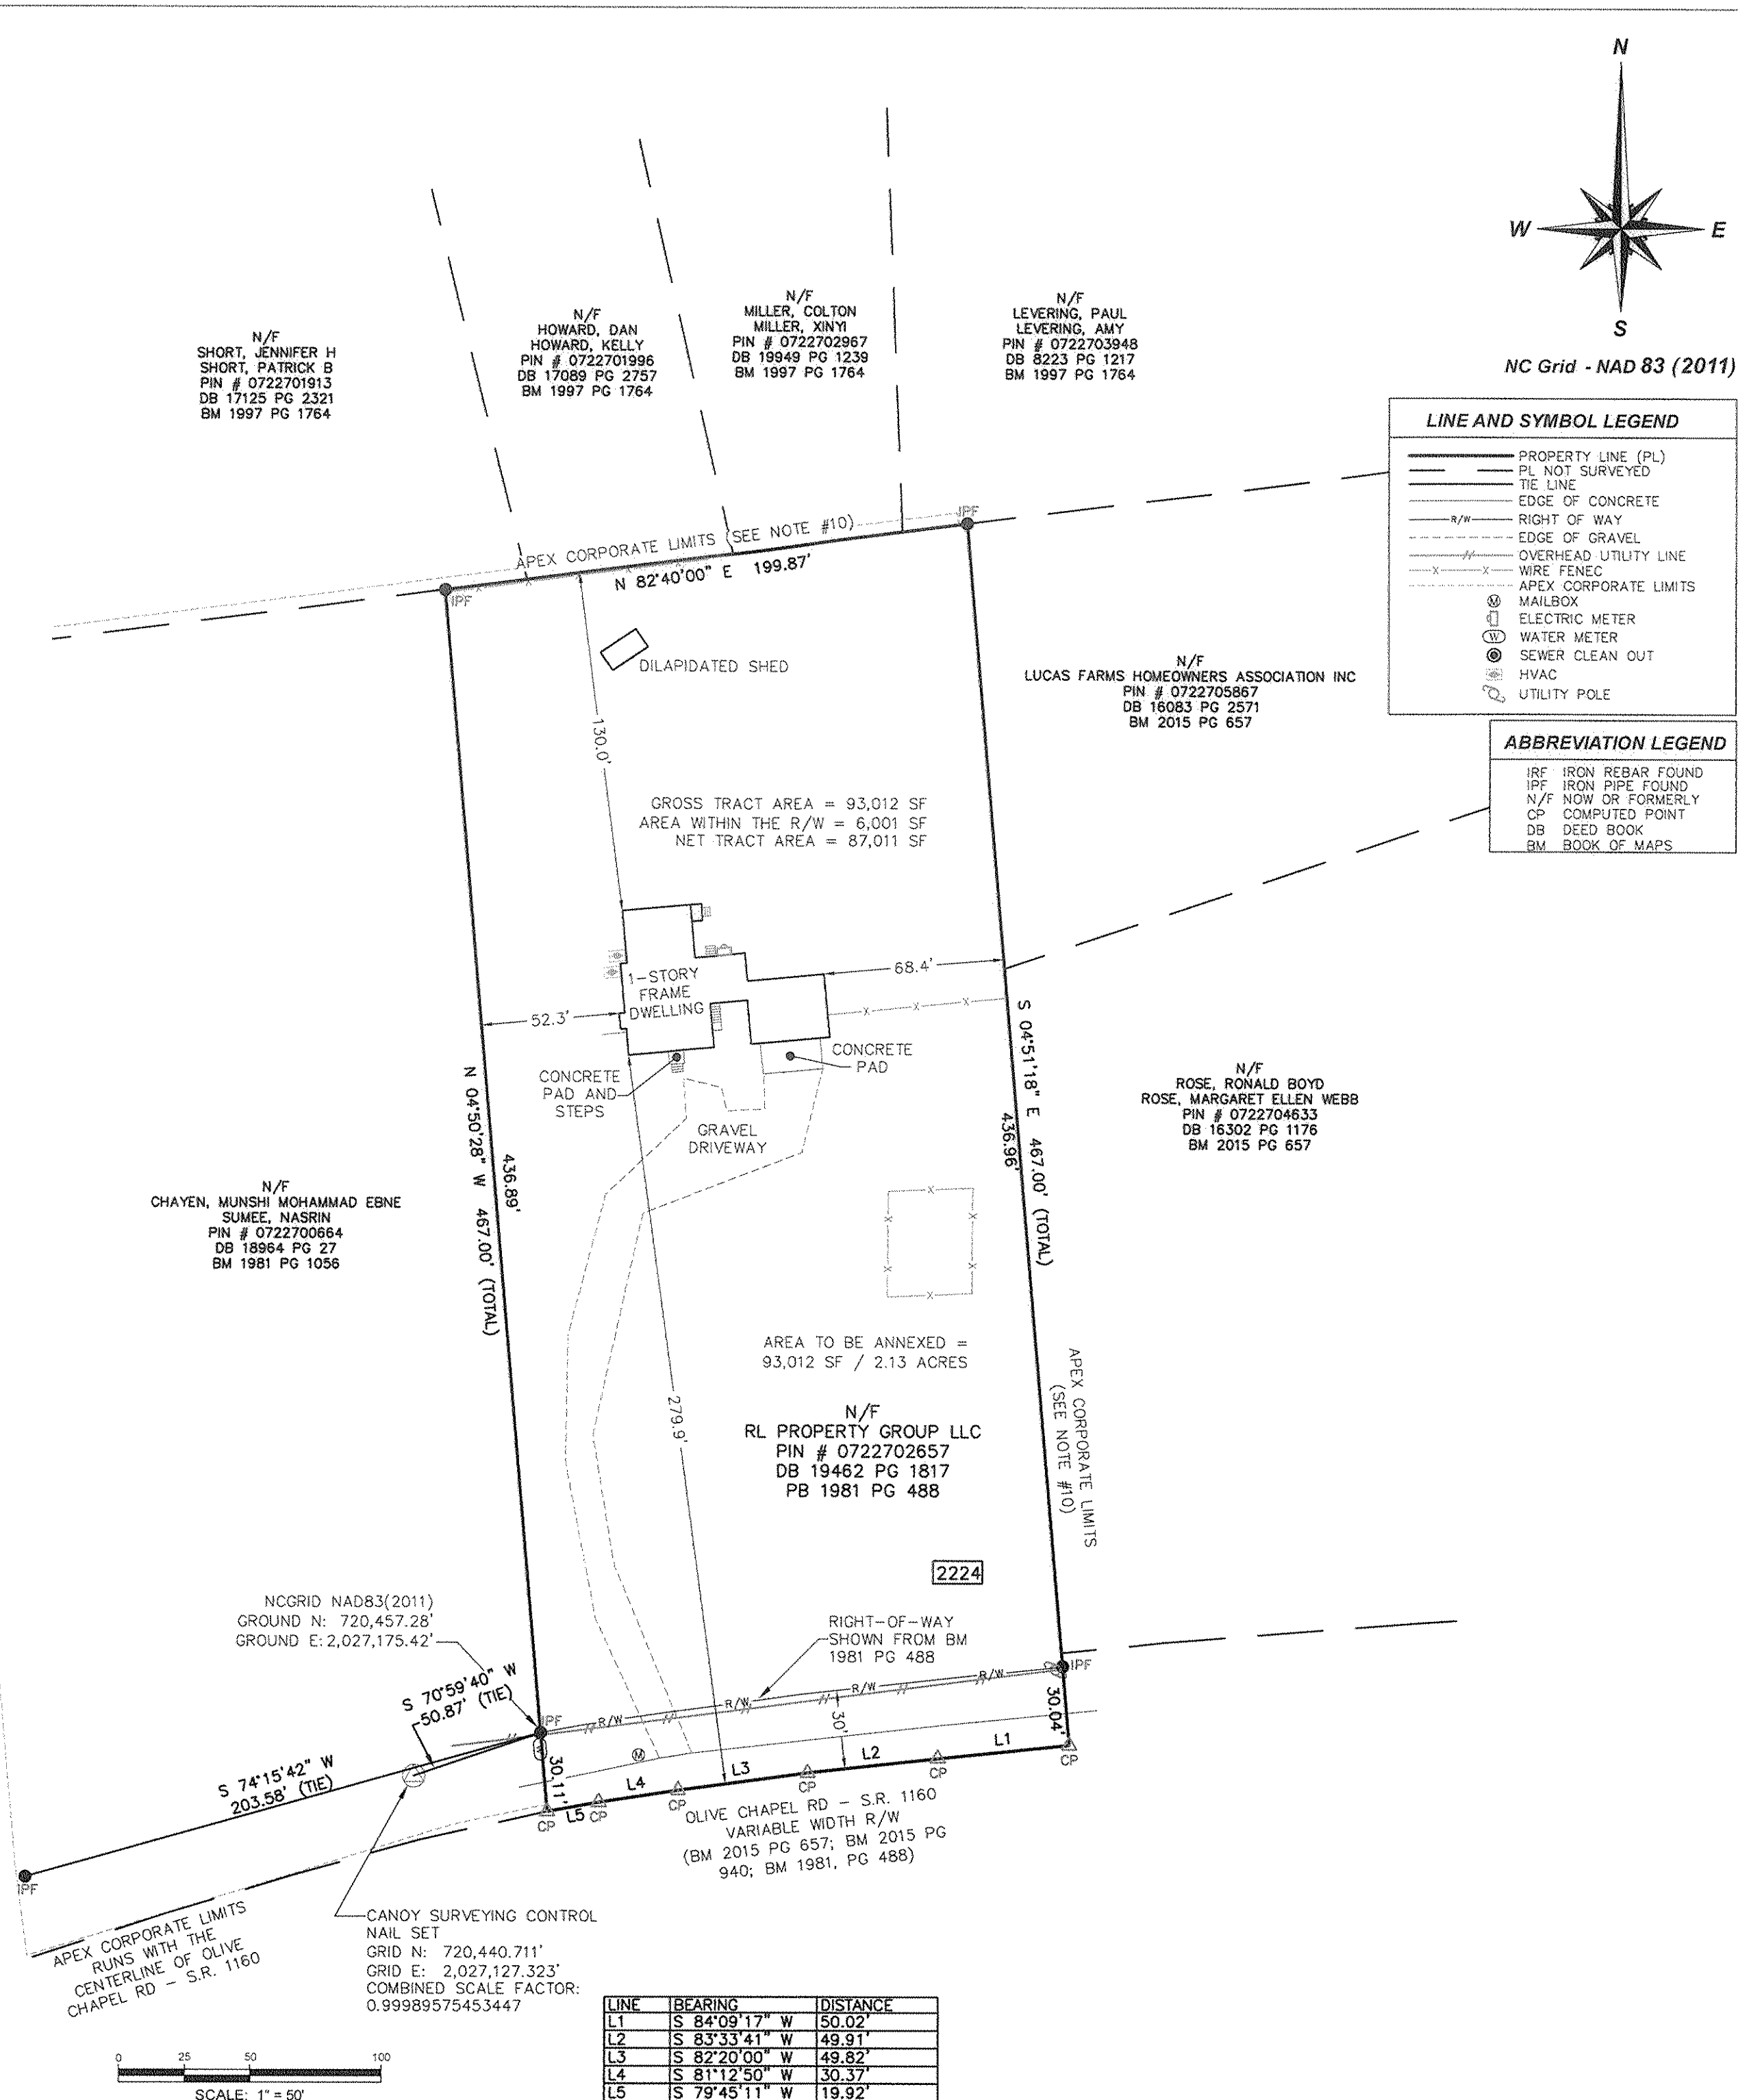 N
W
E
S
NC Grid - NAD 83 (2011)
N/F
SHORT, JENNIFER H
SHORT, PATRICK B
PIN # 0722701913
DB 17125 PG 2321
BM 1997 PG 1764
N/F
HOWARD, DAN
HOWARD, KELLY
PIN # 0722701996
DB 17089 PG 2757
BM 1997 PG 1764
N/F
MILLER, COLTON
MILLER, XINYI
PIN # 0722702967
DB 19949 PG 1239
BM 1997 PG 1764
N/F
LEVERING, PAUL
LEVERING, AMY
PIN # 0722703948
DB 8223 PG 1217
BM 1997 PG 1764
LINE AND SYMBOL LEGEND
PROPERTY LINE (PL)
PL NOT SURVEYED
TIE LINE
EDGE OF CONCRETE
R/W RIGHT OF WAY
EDGE OF GRAVEL
// OVERHEAD UTILITY LINE
X X WIRE FENEC
APEX CORPORATE LIMITS
M MAILBOX
ELECTRIC METER
W WATER METER
SEWER CLEAN OUT
HVAC
UTILITY POLE
ABBREVIATION LEGEND
IRF IRON REBAR FOUND
IPF IRON PIPE FOUND
N/F NOW OR FORMERLY
CP COMPUTED POINT
DB DEED BOOK
BM BOOK OF MAPS
IPF
APEX CORPORATE LIMITS (SEE NOTE #10)
N 82°40'00" E 199.87'
IPF
DILAPIDATED SHED
130.0'
N/F
LUCAS FARMS HOMEOWNERS ASSOCIATION INC
PIN # 0722705867
DB 16083 PG 2571
BM 2015 PG 657
GROSS TRACT AREA = 93,012 SF
AREA WITHIN THE R/W = 6,001 SF
NET TRACT AREA = 87,011 SF
1-STORY
FRAME
DWELLING
68.4'
52.3'
CONCRETE
PAD
CONCRETE
PAD AND
STEPS
GRAVEL
DRIVEWAY
S 04°51'18" E 467.00' (TOTAL)
436.96'
N 04°50'28" W 467.00' (TOTAL)
436.89'
N/F
ROSE, RONALD BOYD
ROSE, MARGARET ELLEN WEBB
PIN # 0722704633
DB 16302 PG 1176
BM 2015 PG 657
N/F
CHAYEN, MUNSHI MOHAMMAD EBNE
SUMEE, NASRIN
PIN # 0722700664
DB 18964 PG 27
BM 1981 PG 1056
AREA TO BE ANNEXED =
93,012 SF / 2.13 ACRES
279.9'
N/F
RL PROPERTY GROUP LLC
PIN # 0722702657
DB 19462 PG 1817
PB 1981 PG 488
APEX CORPORATE LIMITS
(SEE NOTE #10)
2224
NCGRID NAD83(2011)
GROUND N: 720,457.28'
GROUND E: 2,027,175.42'
RIGHT-OF-WAY
SHOWN FROM BM
1981 PG 488
S 70°59'40" W
50.87' (TIE)
IPF
R/W
R/W
R/W
R/W
IPF
30.04'
30'
30.11'
M
W
S 74°15'42" W
203.58' (TIE)
L1
L2
L3
L4
L5
CP
CP
CP
CP
CP
CP
OLIVE CHAPEL RD - S.R. 1160
VARIABLE WIDTH R/W
(BM 2015 PG 657; BM 2015 PG
940; BM 1981, PG 488)
IPF
APEX CORPORATE LIMITS
RUNS WITH THE
CENTERLINE OF OLIVE
CHAPEL RD - S.R. 1160
CANOY SURVEYING CONTROL
NAIL SET
GRID N: 720,440.711'
GRID E: 2,027,127.323'
COMBINED SCALE FACTOR:
0.99989575453447
LINE BEARING DISTANCE
L1 S 84°09'17" W 50.02'
L2 S 83°33'41" W 49.91'
L3 S 82°20'00" W 49.82'
L4 S 81°12'50" W 30.37'
L5 S 79°45'11" W 19.92'
0 25 50 100
SCALE: 1" = 50'